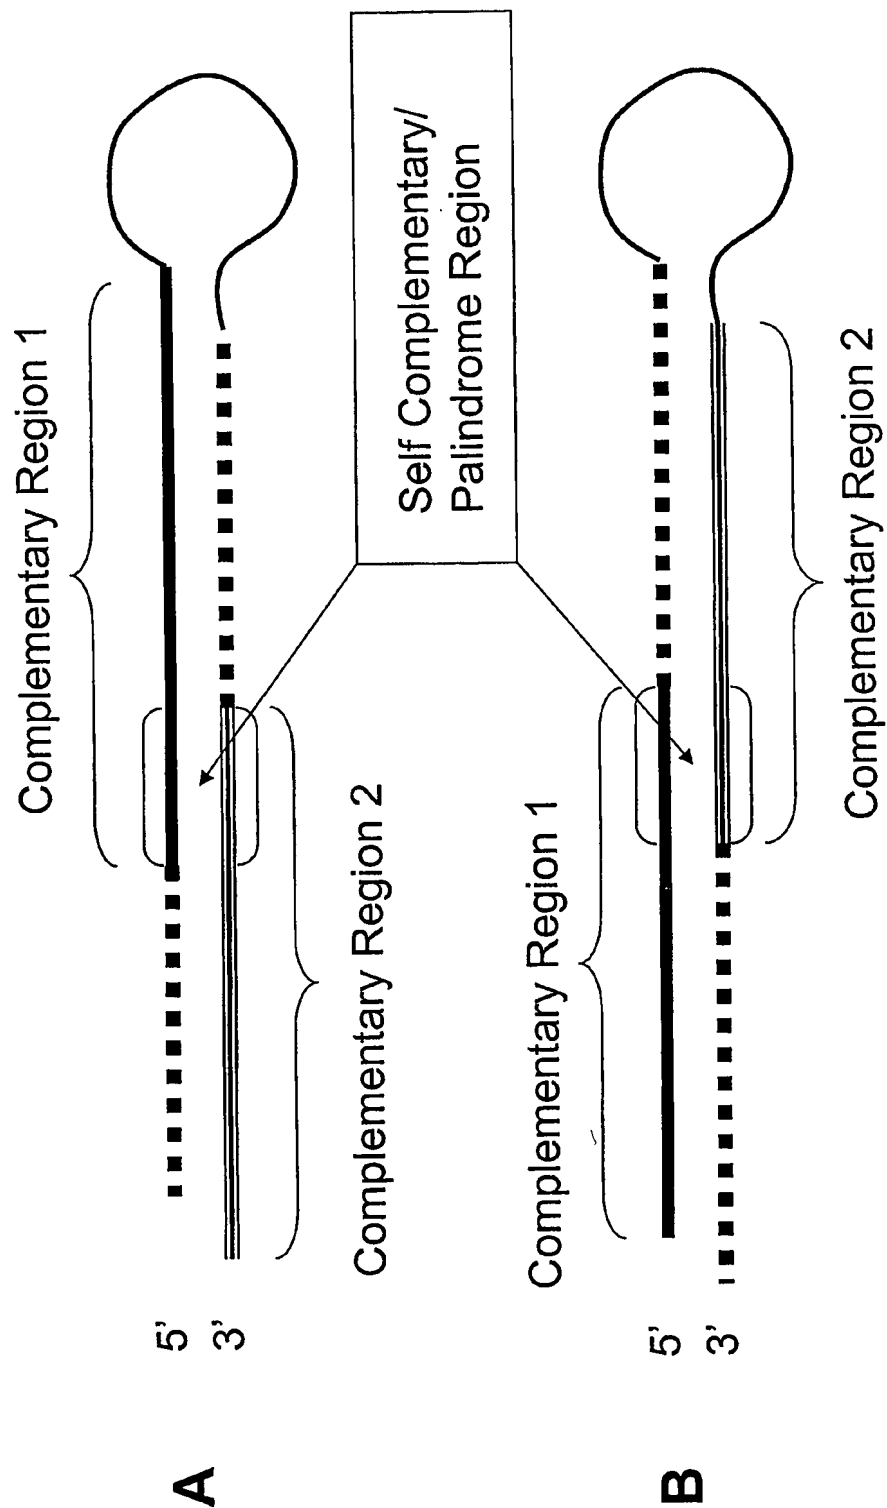 A
5'
3'
Complementary Region 1
Complementary Region 2
Self Complementary/
Palindrome Region
B
5'
3'
Complementary Region 1
Complementary Region 2